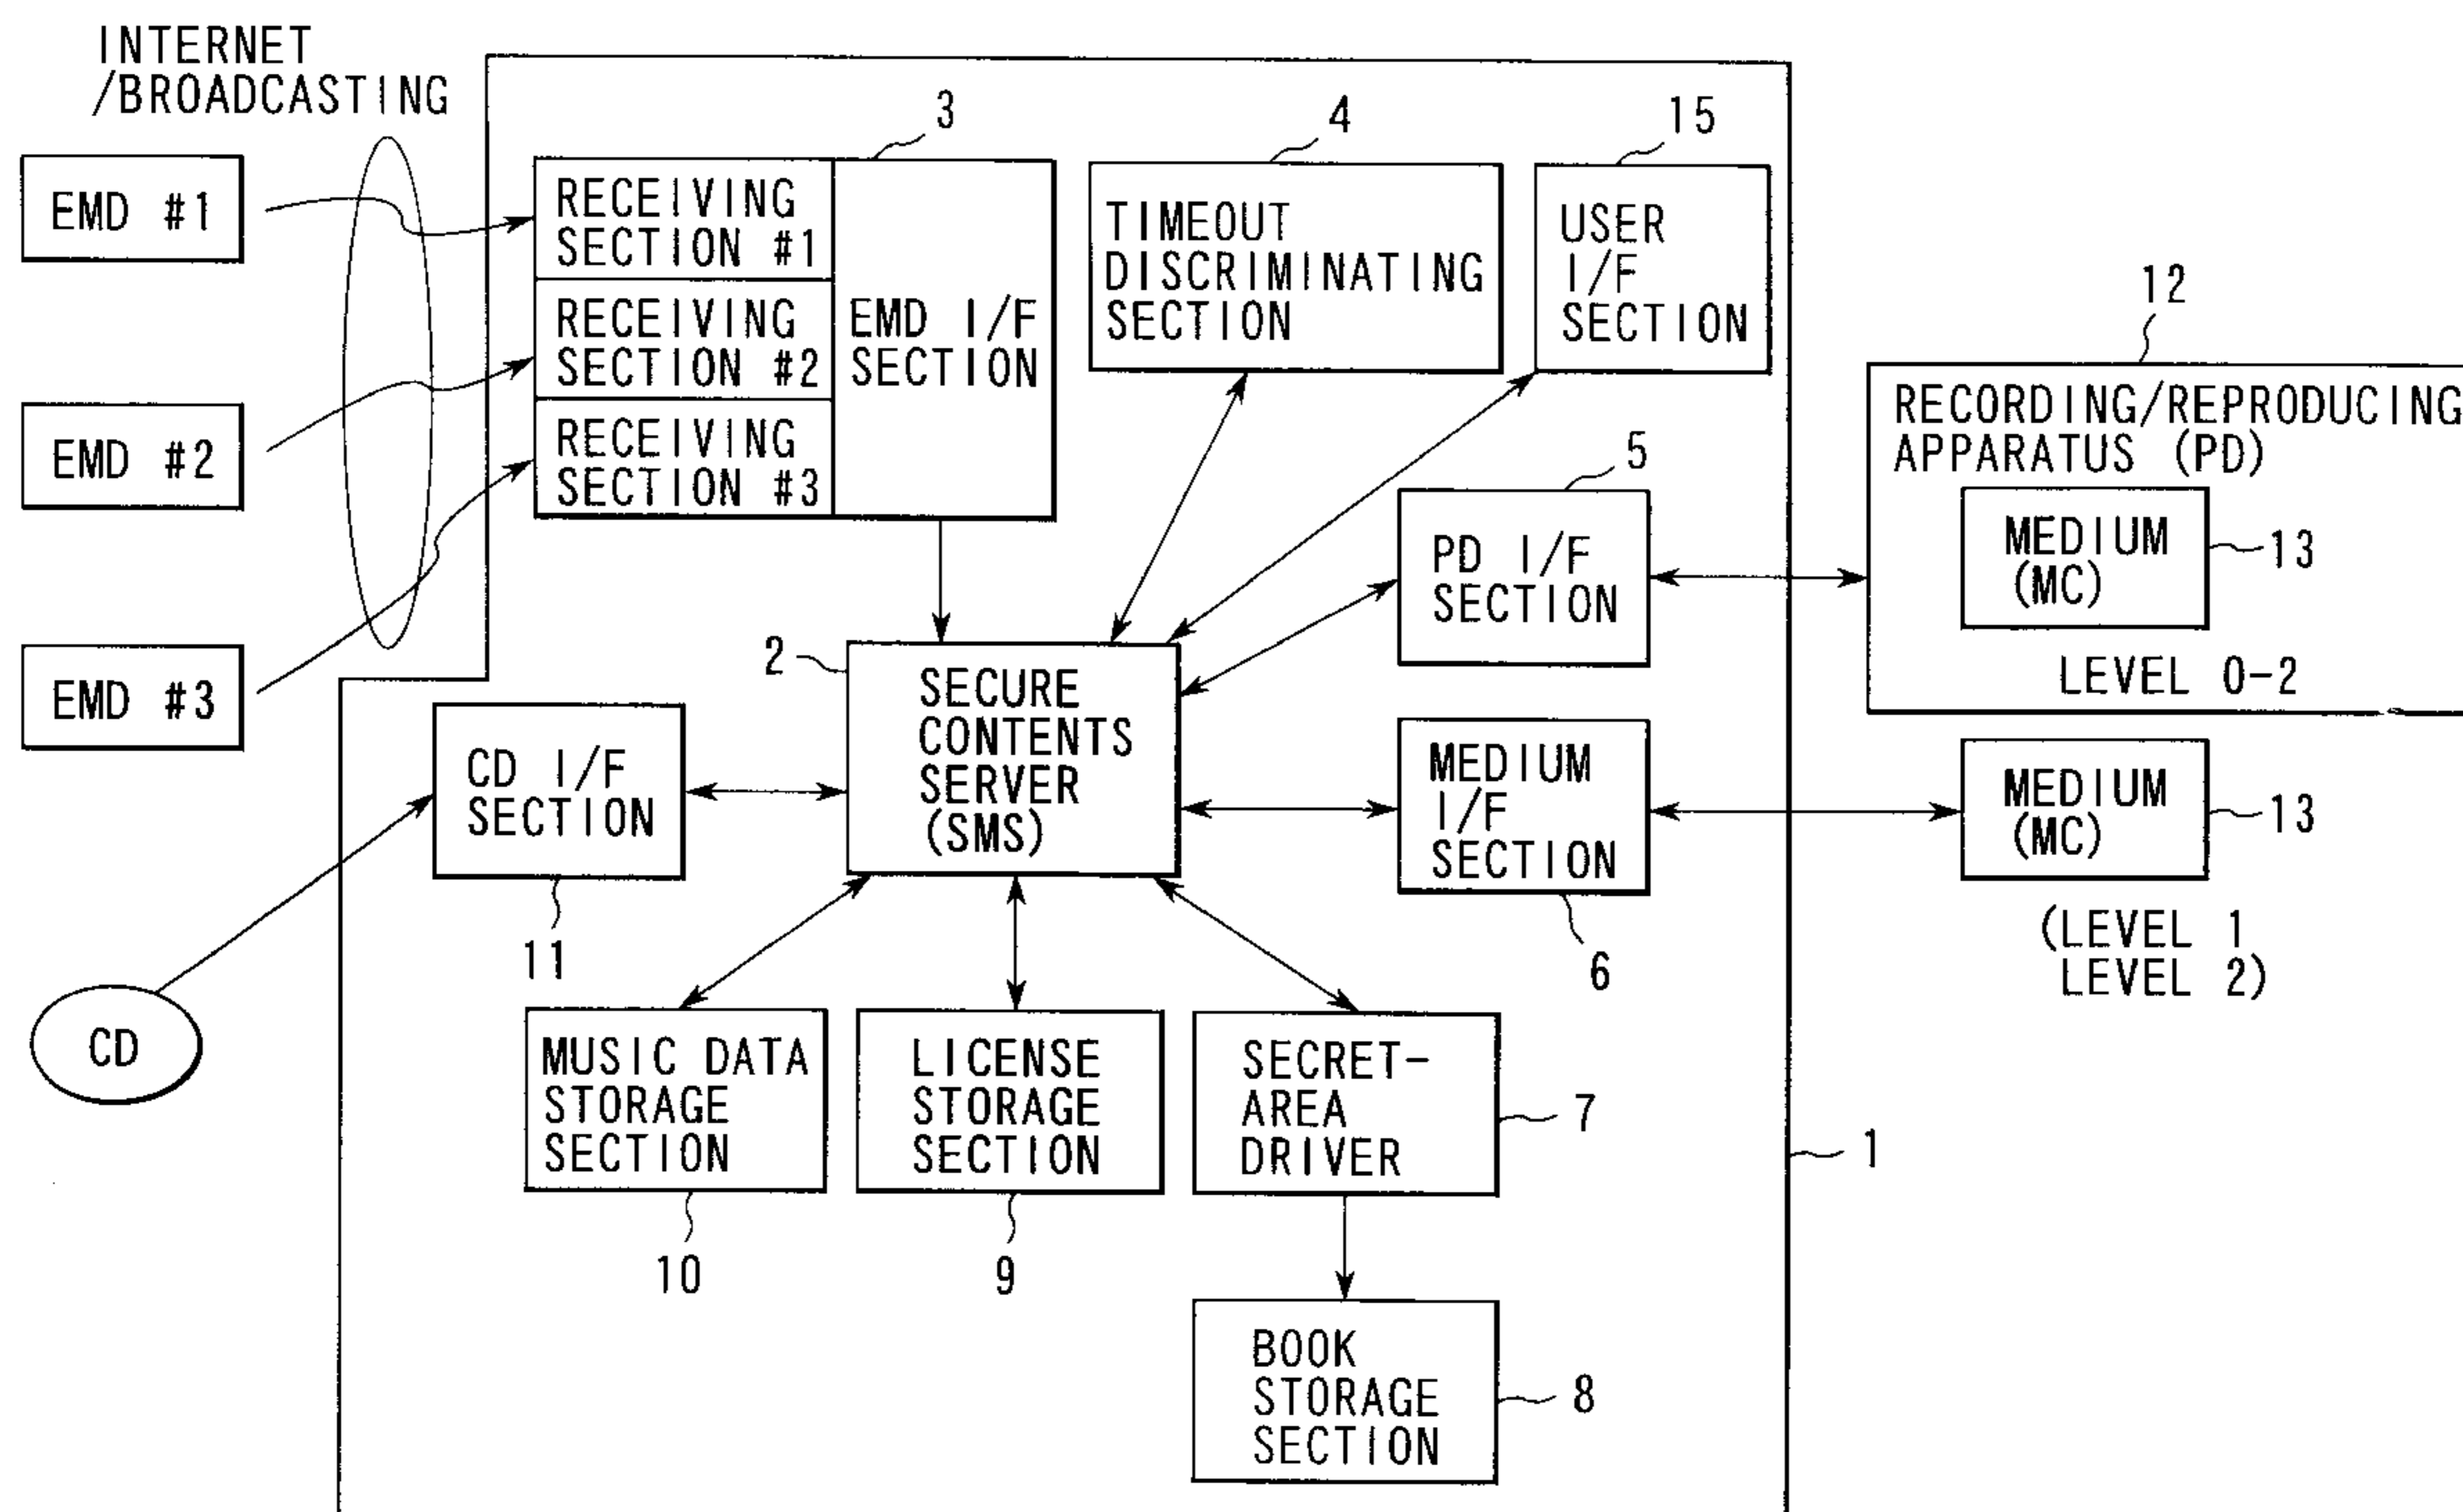 INTERNET
/BROADCASTING
EMD #1
EMD #2
EMD #3
CD
3
RECEIVING
SECTION #1
RECEIVING
SECTION #2
RECEIVING
SECTION #3
EMD I/F
SECTION
4
TIMEOUT
DISCRIMINATING
SECTION
15
USER
I/F
SECTION
5
PD I/F
SECTION
12
RECORDING/REPRODUCING
APPARATUS (PD)
MEDIUM
(MC)
13
LEVEL 0-2
2
SECURE
CONTENTS
SERVER
(SMS)
CD I/F
SECTION
11
MEDIUM
I/F
SECTION
6
MEDIUM
(MC)
13
(LEVEL 1
LEVEL 2)
MUSIC DATA
STORAGE
SECTION
10
LICENSE
STORAGE
SECTION
9
SECRET-
AREA
DRIVER
7
1
BOOK
STORAGE
SECTION
8